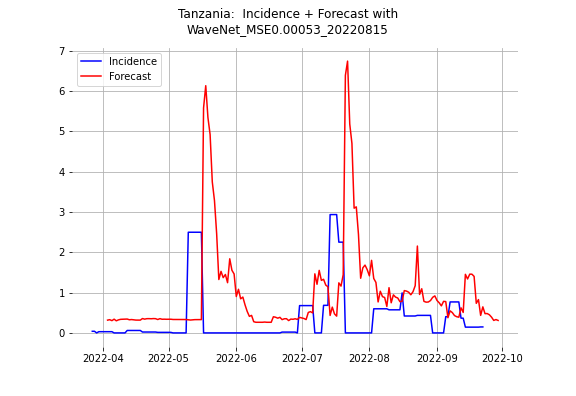 Tanzania:  Incidence + Forecast with
WaveNet_MSE0.00053_20220815
Incidence
Forecast
7
6
5
4
3
2
1
0
2022-04 2022-05 2022-06 2022-07 2022-08 2022-09 2022-10